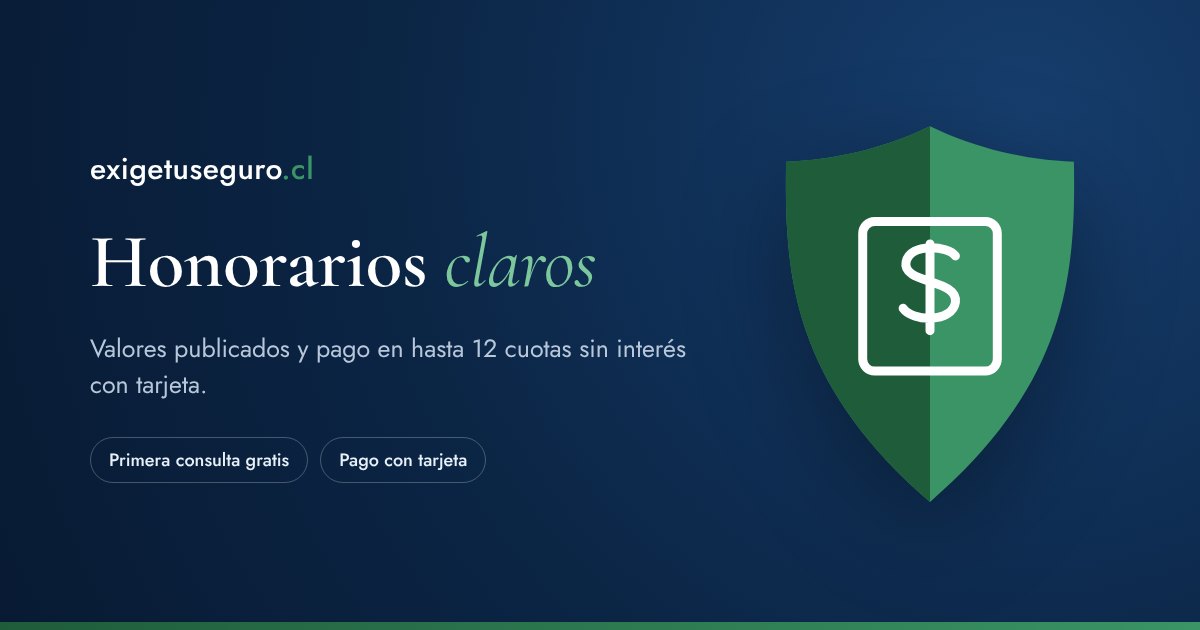 exigetuseguro.cl
Honorarios claros
Valores publicados y pago en hasta 12 cuotas sin interés
con tarjeta.
Primera consulta gratis
Pago con tarjeta
$